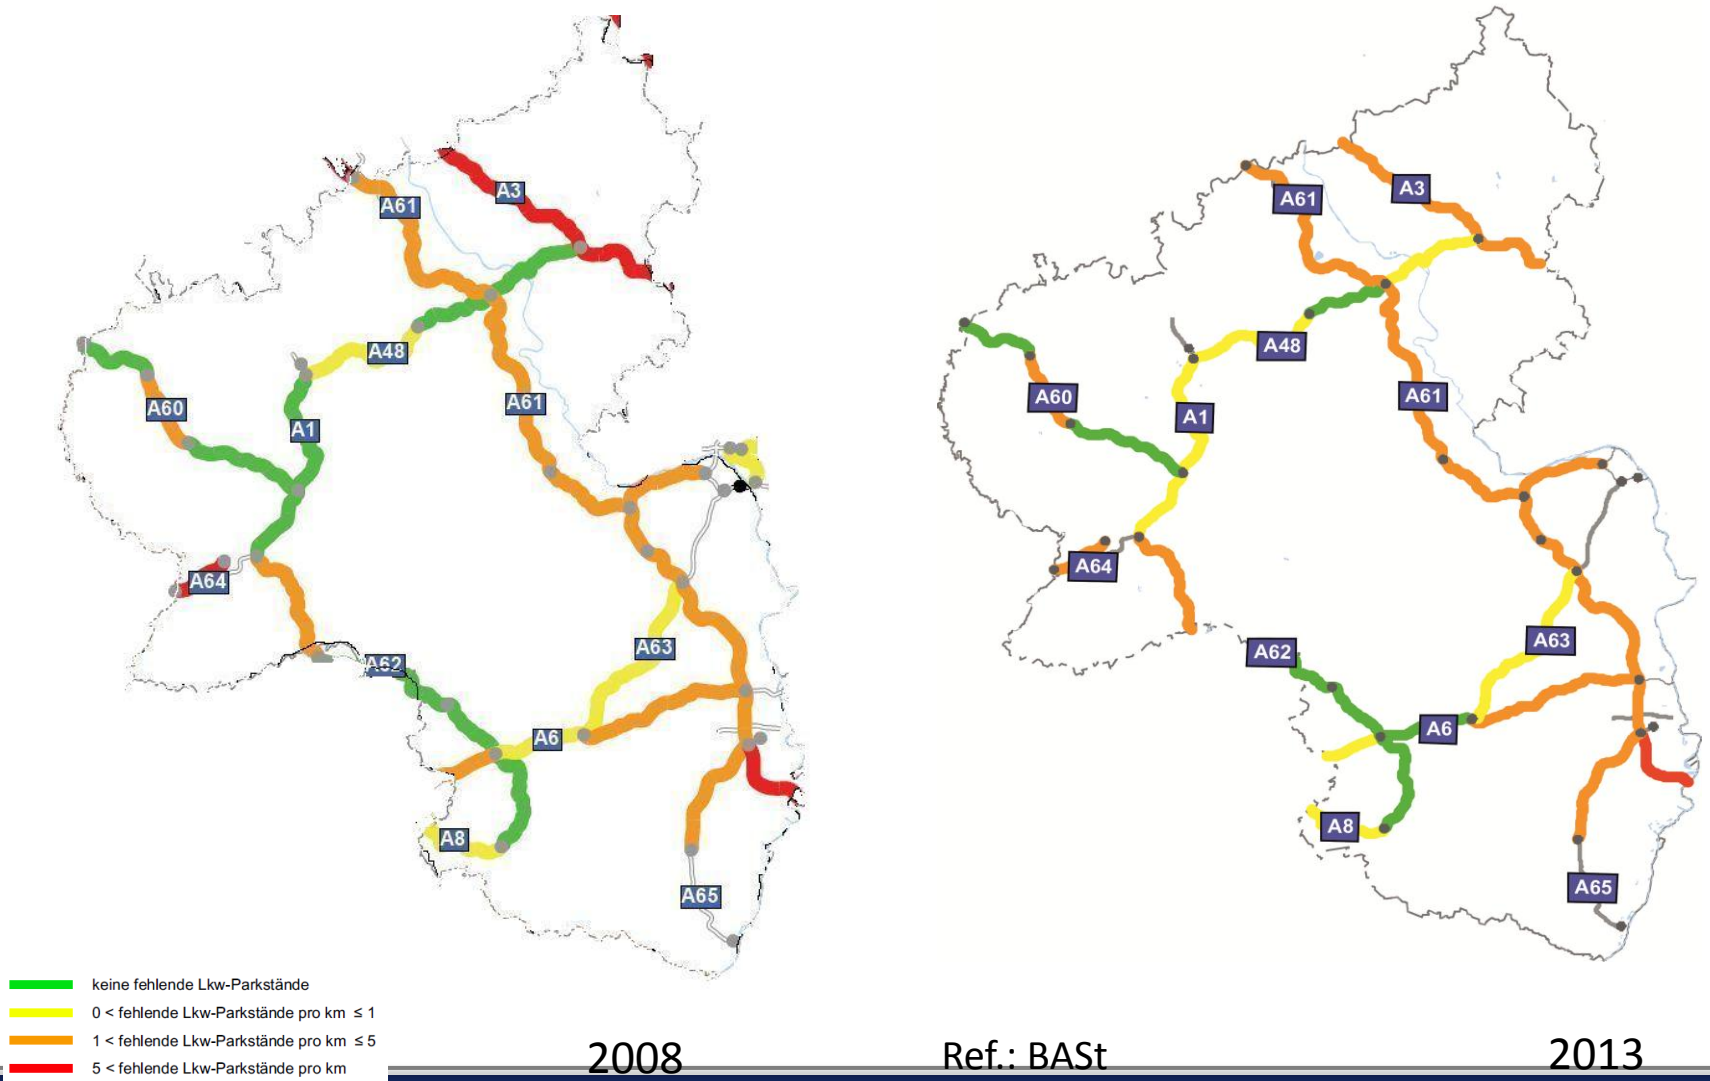 A3
A61
A48
A60
A1
A61
A64
A62
A63
A6
A8
A65
A3
A61
A48
A60
A1
A61
A64
A62
A63
A6
A8
A65
keine fehlende Lkw-Parkstände
0 < fehlende Lkw-Parkstände pro km ≤ 1
1 < fehlende Lkw-Parkstände pro km ≤ 5
5 < fehlende Lkw-Parkstände pro km
2008
Ref.: BASt
2013